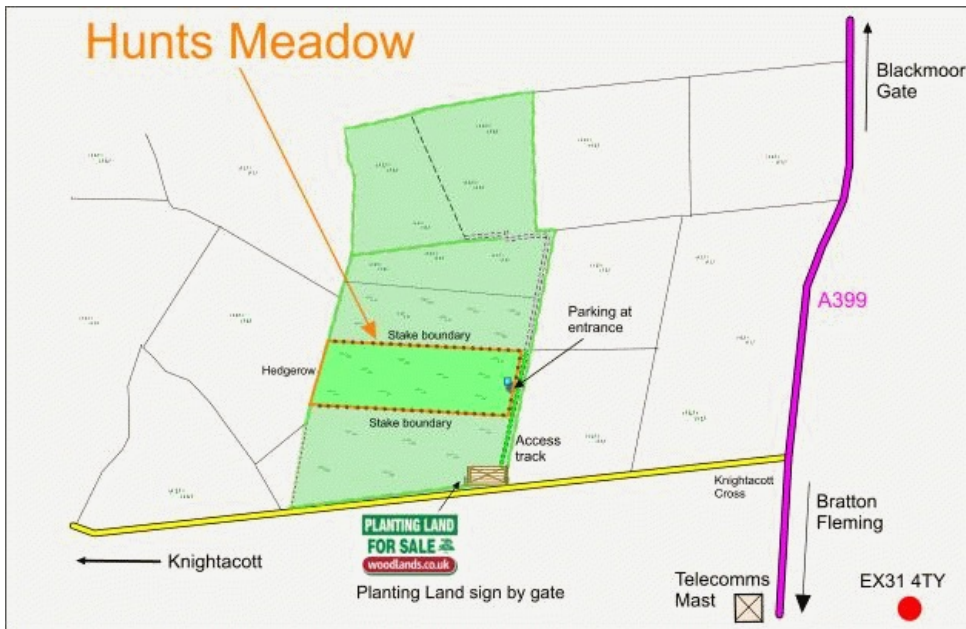 Hunts Meadow
Blackmoor
Gate
A399
Parking at
entrance
Stake boundary
Hedgerow
Stake boundary
Access
track
Knightacott
Cross
Bratton
Fleming
Knightacott
PLANTING LAND
FOR SALE
woodlands.co.uk
Planting Land sign by gate
Telecomms
Mast
EX31 4TY